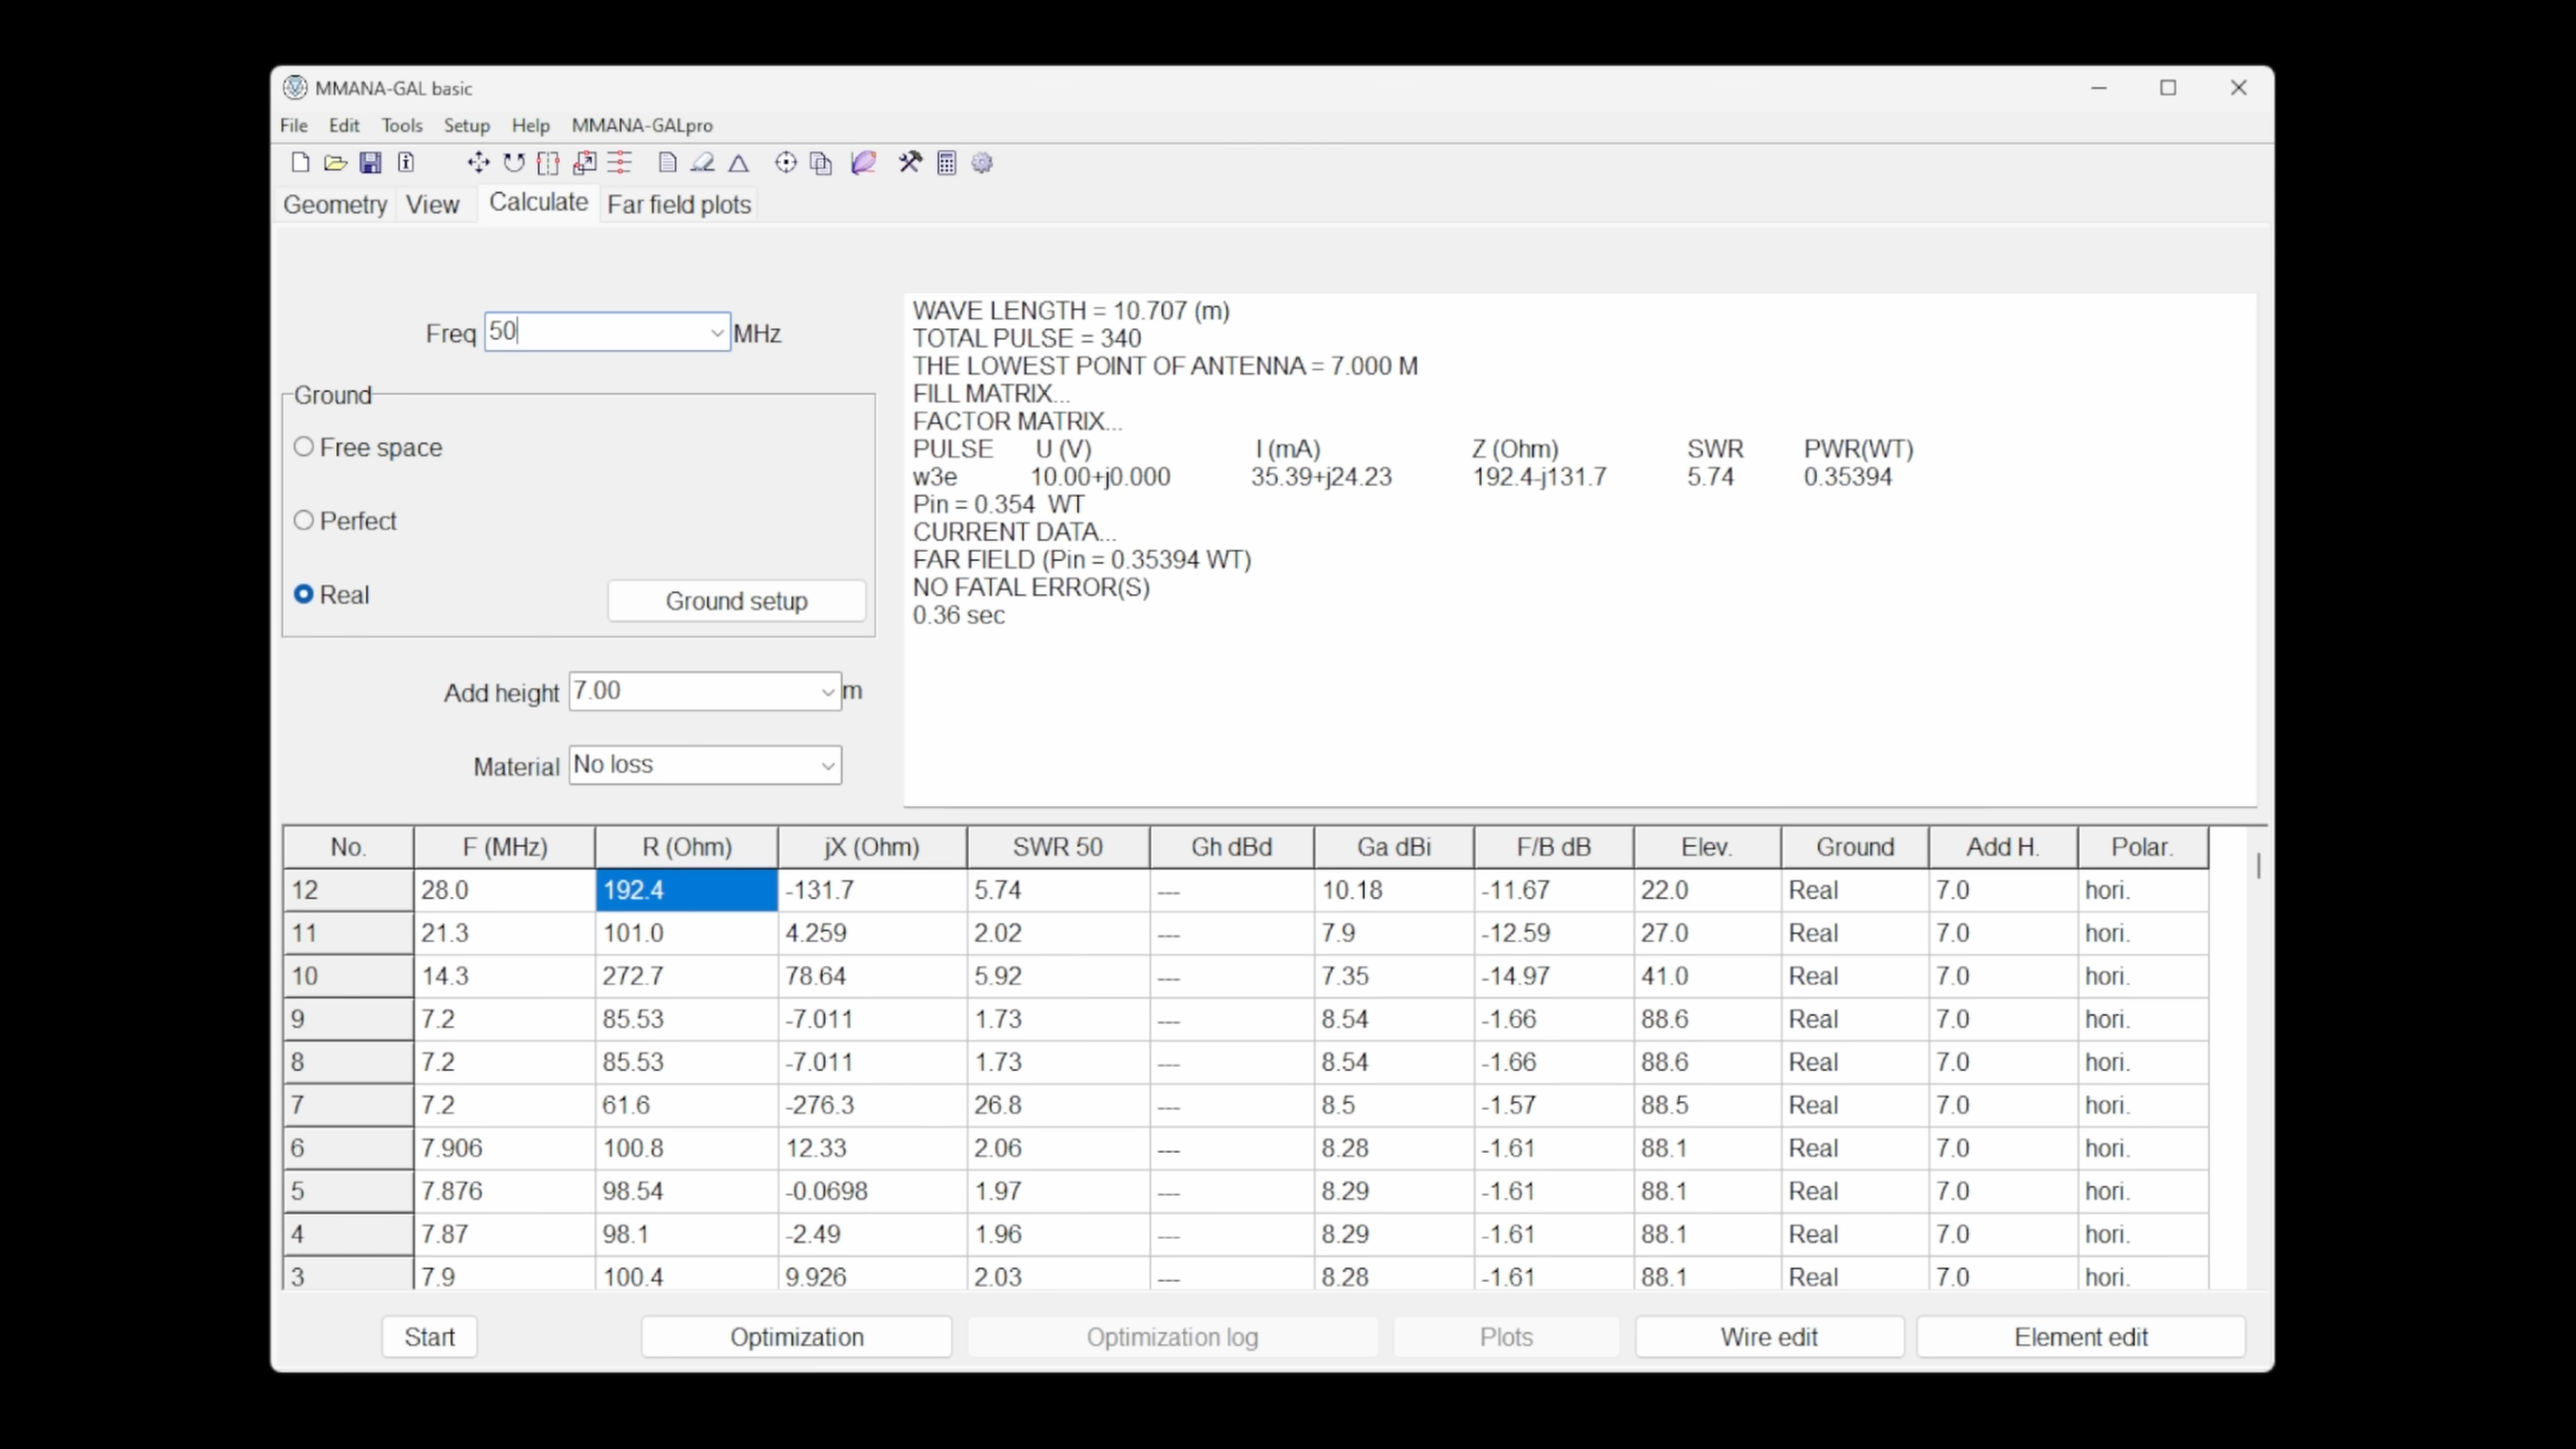 MMANA-GAL basic
File Edit Tools Setup Help MMANA-GALpro
Geometry View Calculate Far field plots
Freq 50 MHz
Ground
Free space
Perfect
Real Ground setup
Add height 7.00 m
Material No loss
WAVE LENGTH = 10.707 (m)
TOTAL PULSE = 340
THE LOWEST POINT OF ANTENNA = 7.000 M
FILL MATRIX...
FACTOR MATRIX...
PULSE U (V) I (mA) Z (Ohm) SWR PWR(WT)
w3e 10.00+j0.000 35.39+j24.23 192.4-j131.7 5.74 0.35394
Pin = 0.354 WT
CURRENT DATA...
FAR FIELD (Pin = 0.35394 WT)
NO FATAL ERROR(S)
0.36 sec
No. F (MHz) R (Ohm) jX (Ohm) SWR 50 Gh dBd Ga dBi F/B dB Elev. Ground Add H. Polar.
12 28.0 192.4 -131.7 5.74 --- 10.18 -11.67 22.0 Real 7.0 hori.
11 21.3 101.0 4.259 2.02 --- 7.9 -12.59 27.0 Real 7.0 hori.
10 14.3 272.7 78.64 5.92 --- 7.35 -14.97 41.0 Real 7.0 hori.
9 7.2 85.53 -7.011 1.73 --- 8.54 -1.66 88.6 Real 7.0 hori.
8 7.2 85.53 -7.011 1.73 --- 8.54 -1.66 88.6 Real 7.0 hori.
7 7.2 61.6 -276.3 26.8 --- 8.5 -1.57 88.5 Real 7.0 hori.
6 7.906 100.8 12.33 2.06 --- 8.28 -1.61 88.1 Real 7.0 hori.
5 7.876 98.54 -0.0698 1.97 --- 8.29 -1.61 88.1 Real 7.0 hori.
4 7.87 98.1 -2.49 1.96 --- 8.29 -1.61 88.1 Real 7.0 hori.
3 7.9 100.4 9.926 2.03 --- 8.28 -1.61 88.1 Real 7.0 hori.
Start Optimization Optimization log Plots Wire edit Element edit